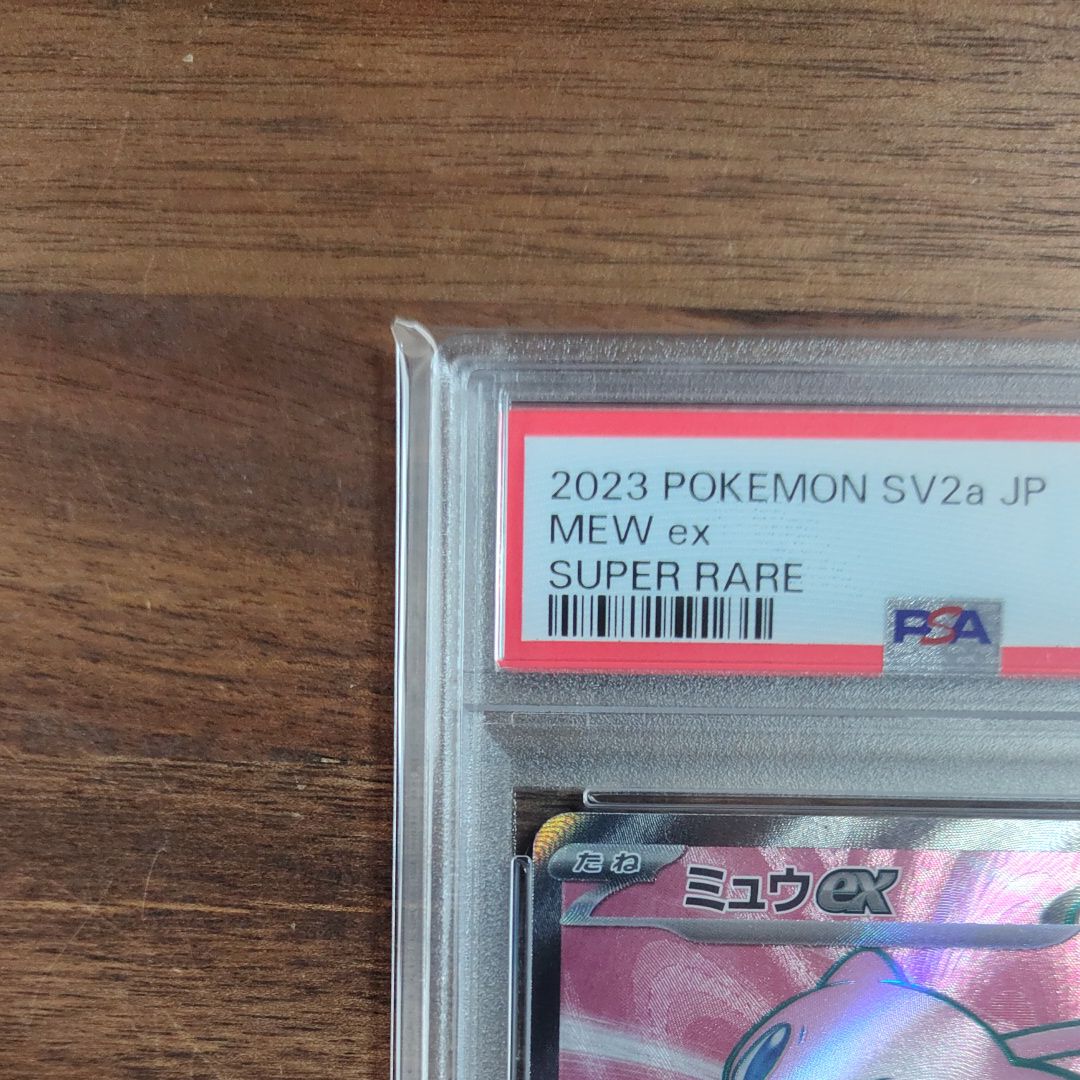 2023 POKEMON SV2a JP
MEW ex
SUPER RARE
PSA
たね
ミュウex